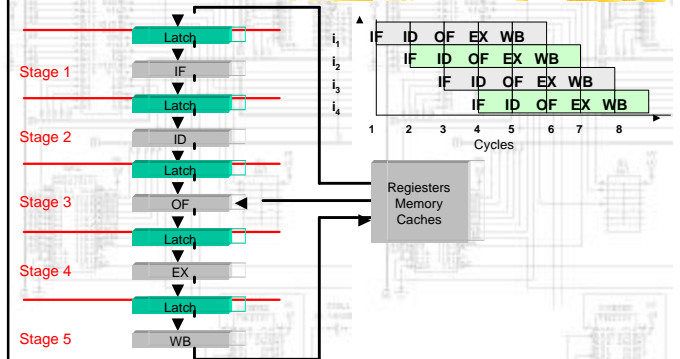 Latch
Stage 1
IF
Latch
Stage 2
ID
Latch
Stage 3
OF
Latch
Stage 4
EX
Latch
Stage 5
WB
i1 IF ID OF EX WB
i2 IF ID OF EX WB
i3 IF ID OF EX WB
i4 IF ID OF EX WB
1 2 3 4 5 6 7 8
Cycles
Regiesters
Memory
Caches